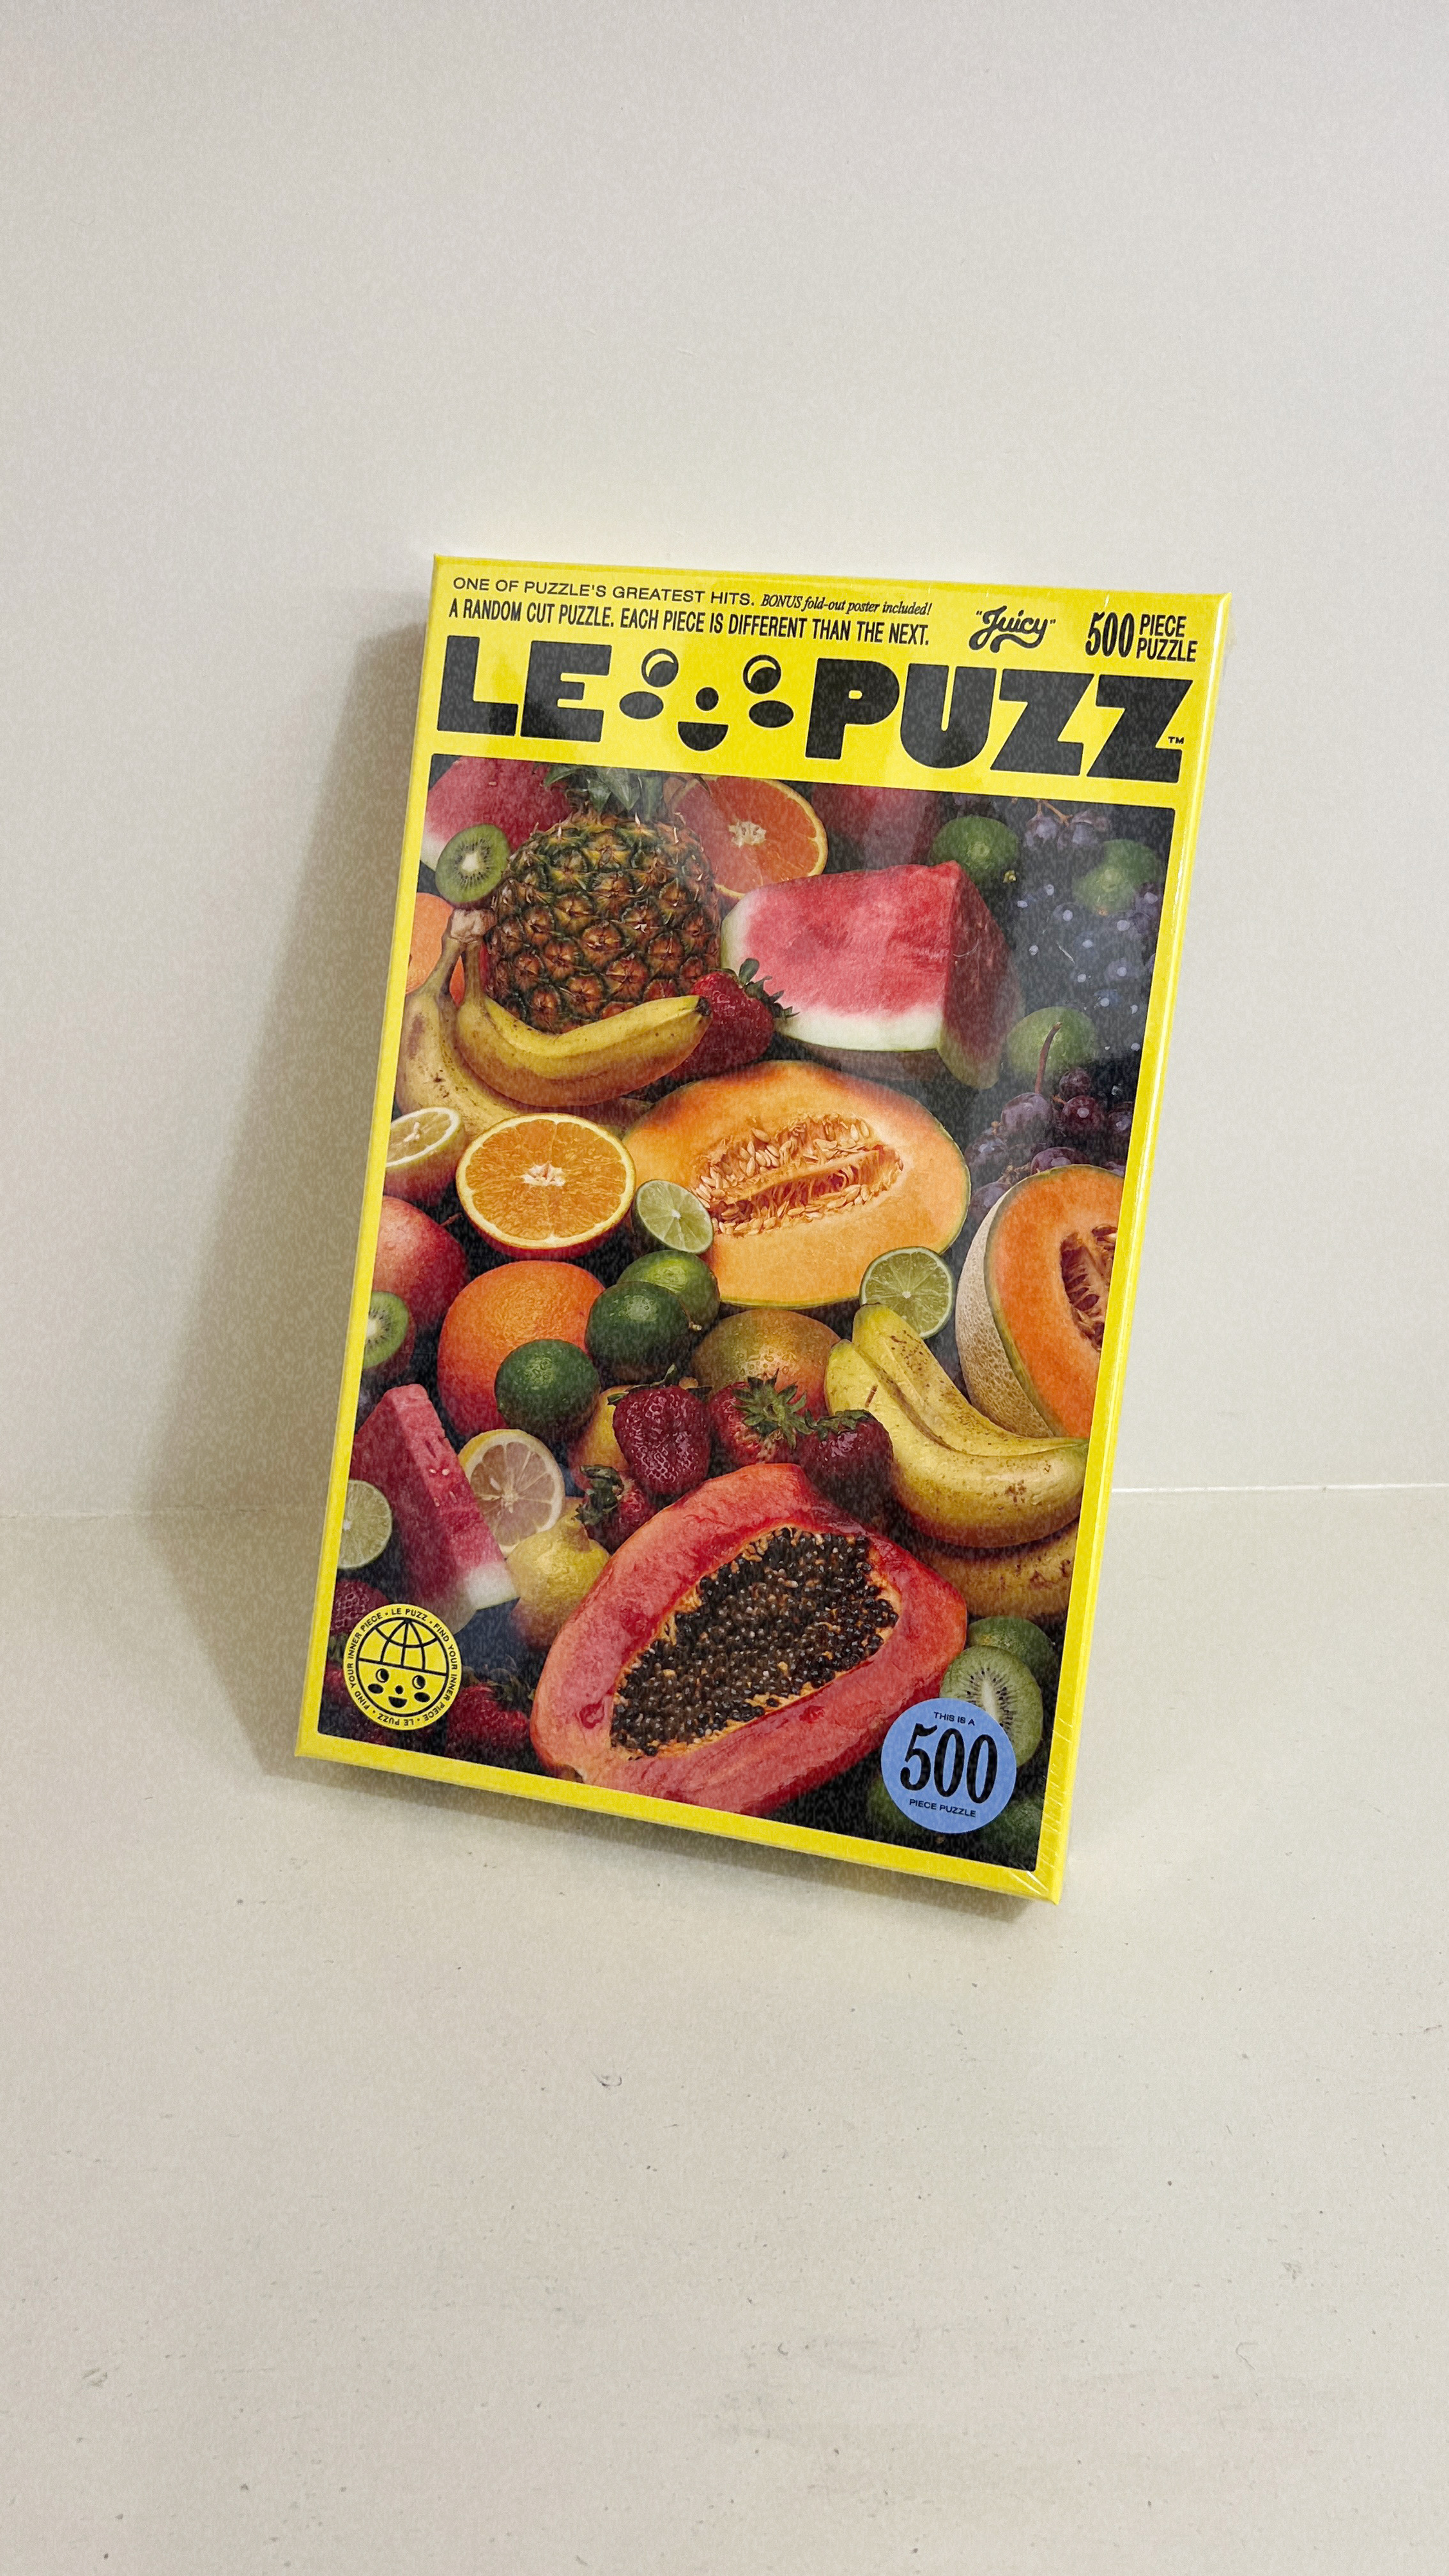 ONE OF PUZZLE'S GREATEST HITS. BONUS fold-out poster included!
A RANDOM CUT PUZZLE. EACH PIECE IS DIFFERENT THAN THE NEXT.
"Juicy"
500 PIECE PUZZLE
LE PUZZ™
FIND YOUR INNER PIECE • LE PUZZ • FIND YOUR INNER PIECE • LE PUZZ •
THIS IS A
500
PIECE PUZZLE